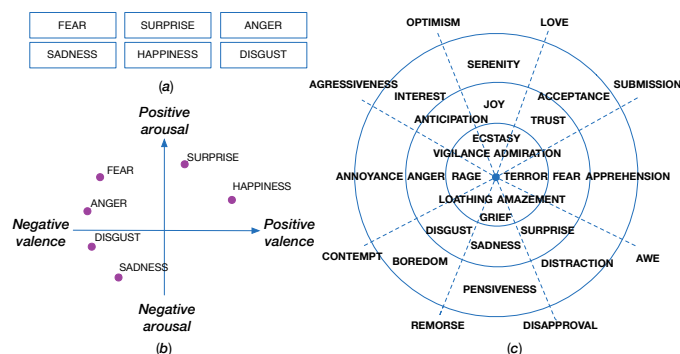 FEAR SURPRISE ANGER
SADNESS HAPPINESS DISGUST
(a)
Positive
arousal
SURPRISE
FEAR
HAPPINESS
ANGER
Negative
valence
Positive
valence
DISGUST
SADNESS
Negative
arousal
(b)
OPTIMISM LOVE
SERENITY
AGRESSIVENESS SUBMISSION
INTEREST ACCEPTANCE
JOY
ANTICIPATION TRUST
ECSTASY
VIGILANCE ADMIRATION
ANNOYANCE ANGER RAGE TERROR FEAR APPREHENSION
LOATHING AMAZEMENT
GRIEF
DISGUST SURPRISE
SADNESS
CONTEMPT AWE
BOREDOM DISTRACTION
PENSIVENESS
REMORSE DISAPPROVAL
(c)